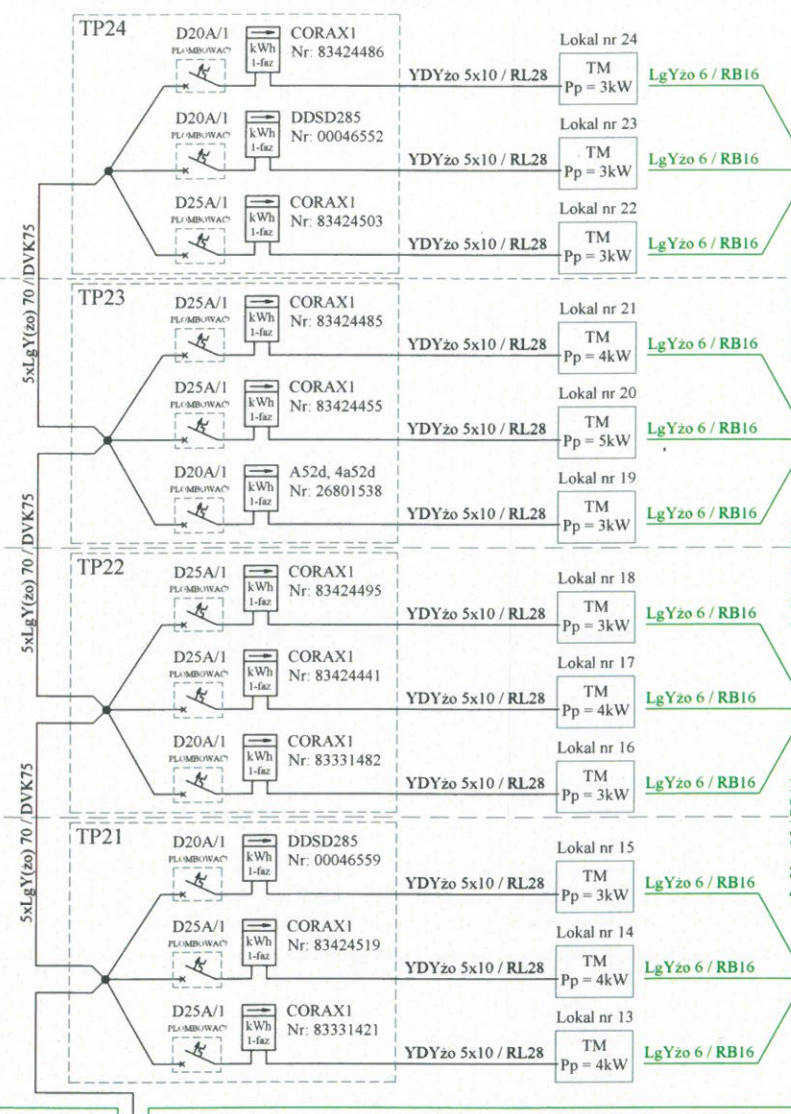 TP24
D20A/1
PLOMBOWAĆ
kWh
1-faz
CORAX1
Nr: 83424486
YDYżo 5x10 / RL28
Lokal nr 24
TM
Pp = 3kW
LgYżo 6 / RB16
D20A/1
PLOMBOWAĆ
kWh
1-faz
DDSD285
Nr: 00046552
YDYżo 5x10 / RL28
Lokal nr 23
TM
Pp = 3kW
LgYżo 6 / RB16
D25A/1
PLOMBOWAĆ
kWh
1-faz
CORAX1
Nr: 83424503
YDYżo 5x10 / RL28
Lokal nr 22
TM
Pp = 3kW
LgYżo 6 / RB16
5xLgY(żo) 70 / DVK75
TP23
D25A/1
PLOMBOWAĆ
kWh
1-faz
CORAX1
Nr: 83424485
YDYżo 5x10 / RL28
Lokal nr 21
TM
Pp = 4kW
LgYżo 6 / RB16
D25A/1
PLOMBOWAĆ
kWh
1-faz
CORAX1
Nr: 83424455
YDYżo 5x10 / RL28
Lokal nr 20
TM
Pp = 5kW
LgYżo 6 / RB16
D20A/1
PLOMBOWAĆ
kWh
1-faz
A52d, 4a52d
Nr: 26801538
YDYżo 5x10 / RL28
Lokal nr 19
TM
Pp = 3kW
LgYżo 6 / RB16
5xLgY(żo) 70 / DVK75
TP22
D25A/1
PLOMBOWAĆ
kWh
1-faz
CORAX1
Nr: 83424495
YDYżo 5x10 / RL28
Lokal nr 18
TM
Pp = 3kW
LgYżo 6 / RB16
D25A/1
PLOMBOWAĆ
kWh
1-faz
CORAX1
Nr: 83424441
YDYżo 5x10 / RL28
Lokal nr 17
TM
Pp = 4kW
LgYżo 6 / RB16
D20A/1
PLOMBOWAĆ
kWh
1-faz
CORAX1
Nr: 83331482
YDYżo 5x10 / RL28
Lokal nr 16
TM
Pp = 3kW
LgYżo 6 / RB16
5xLgY(żo) 70 / DVK75
TP21
D20A/1
PLOMBOWAĆ
kWh
1-faz
DDSD285
Nr: 00046559
YDYżo 5x10 / RL28
Lokal nr 15
TM
Pp = 3kW
LgYżo 6 / RB16
D25A/1
PLOMBOWAĆ
kWh
1-faz
CORAX1
Nr: 83424519
YDYżo 5x10 / RL28
Lokal nr 14
TM
Pp = 4kW
LgYżo 6 / RB16
D25A/1
PLOMBOWAĆ
kWh
1-faz
CORAX1
Nr: 83331421
YDYżo 5x10 / RL28
Lokal nr 13
TM
Pp = 4kW
LgYżo 6 / RB16